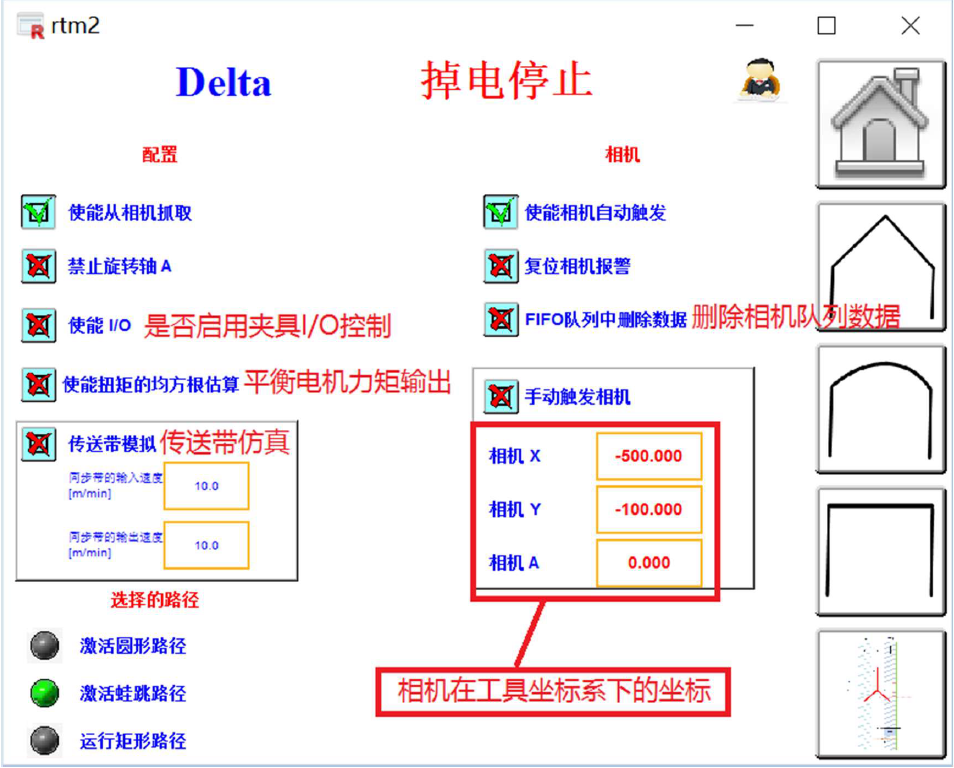 rtm2
Delta
掉电停止
配置
使能从相机抓取
禁止旋转轴 A
使能 I/O 是否启用夹具I/O控制
使能扭矩的均方根估算 平衡电机力矩输出
传送带模拟 传送带仿真
同步带的输入速度
[m/min]
10.0
同步带的输出速度
[m/min]
10.0
选择的路径
激活圆形路径
激活蛙跳路径
运行矩形路径
相机
使能相机自动触发
复位相机报警
FIFO队列中删除数据 删除相机队列数据
手动触发相机
相机 X -500.000
相机 Y -100.000
相机 A 0.000
相机在工具坐标系下的坐标